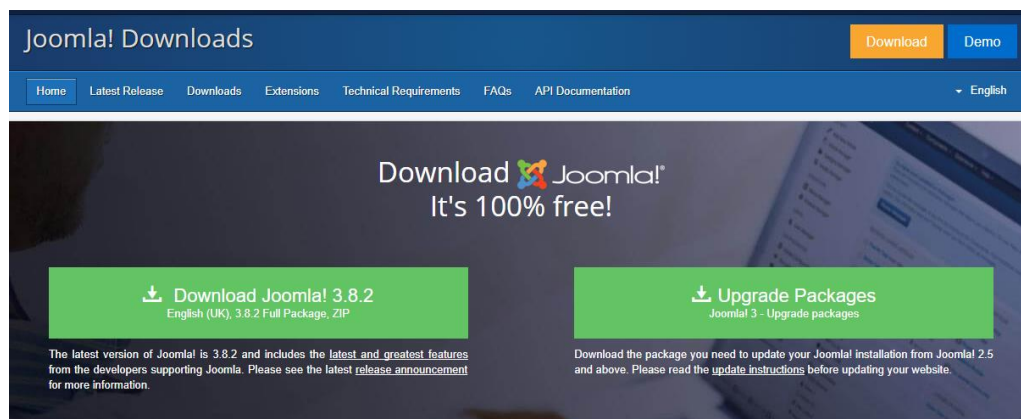 Joomla! Downloads
Download
Demo
Home
Latest Release
Downloads
Extensions
Technical Requirements
FAQs
API Documentation
English
Download Joomla!®
It's 100% free!
Download Joomla! 3.8.2
English (UK), 3.8.2 Full Package, ZIP
The latest version of Joomla! is 3.8.2 and includes the latest and greatest features
from the developers supporting Joomla. Please see the latest release announcement
for more information.
Upgrade Packages
Joomla! 3 - Upgrade packages
Download the package you need to update your Joomla! installation from Joomla! 2.5
and above. Please read the update instructions before updating your website.